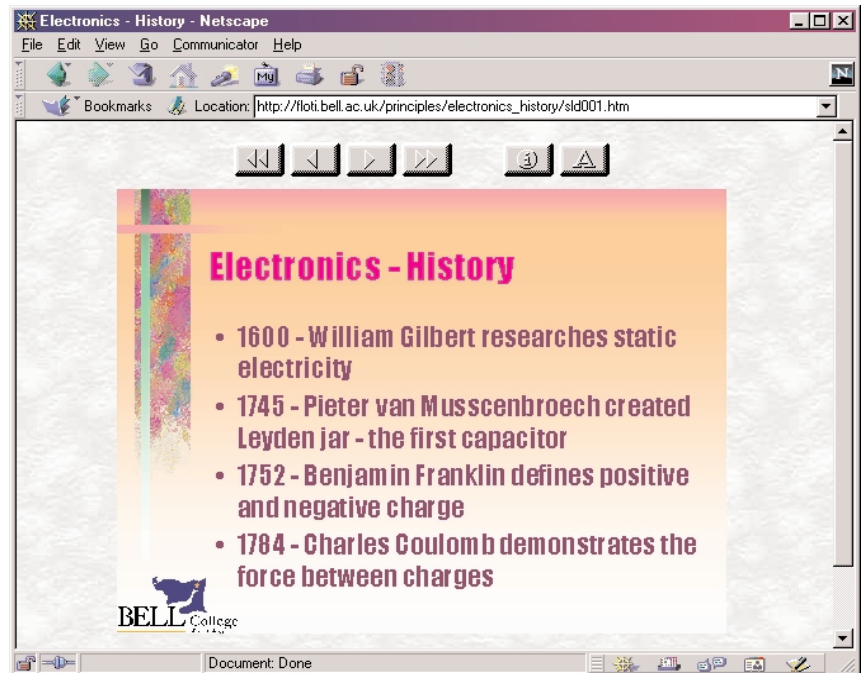 Electronics - History - Netscape
File Edit View Go Communicator Help
My N
Bookmarks Location: http://floti.bell.ac.uk/principles/electronics_history/sld001.htm
i A
Electronics - History
• 1600 - William Gilbert researches static
electricity
• 1745 - Pieter van Musscenbroech created
Leyden jar - the first capacitor
• 1752 - Benjamin Franklin defines positive
and negative charge
• 1784 - Charles Coulomb demonstrates the
force between charges
BELL College
Document: Done